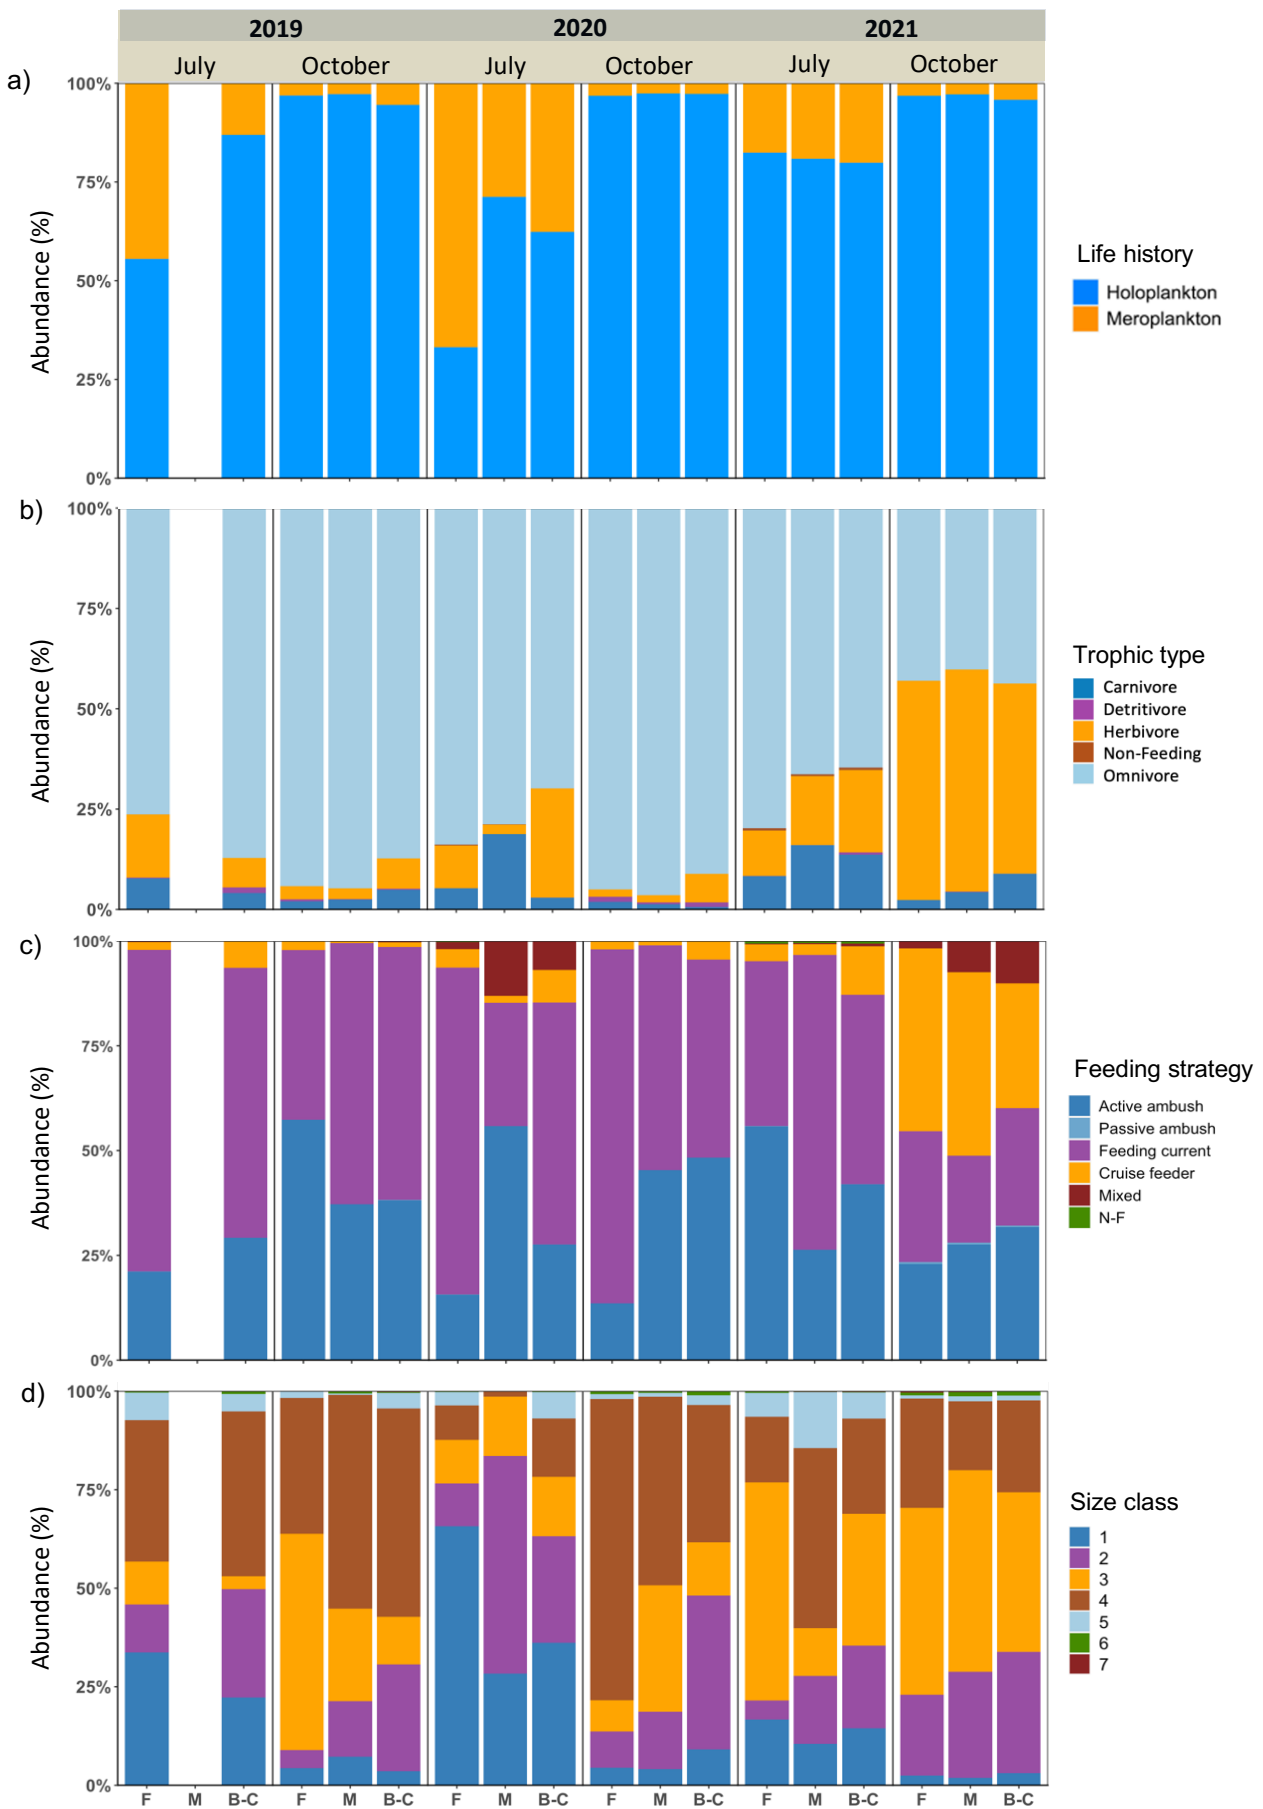 2019 2020 2021
July October July October July October
a)
100%
75%
50%
25%
0%
Abundance (%)
Life history
Holoplankton
Meroplankton
b)
100%
75%
50%
25%
0%
Abundance (%)
Trophic type
Carnivore
Detritivore
Herbivore
Non-Feeding
Omnivore
c)
100%
75%
50%
25%
0%
Abundance (%)
Feeding strategy
Active ambush
Passive ambush
Feeding current
Cruise feeder
Mixed
N-F
d)
100%
75%
50%
25%
0%
Abundance (%)
Size class
1
2
3
4
5
6
7
F M B-C F M B-C F M B-C F M B-C F M B-C F M B-C